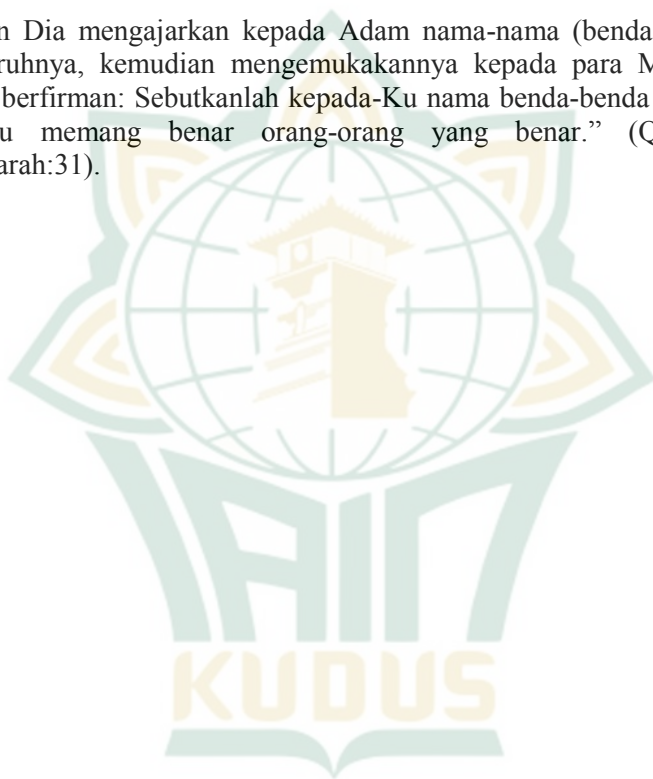 n Dia mengajarkan kepada Adam nama-nama (benda
ruhnya, kemudian mengemukakannya kepada para M
berfirman: Sebutkanlah kepada-Ku nama benda-benda
u memang benar orang-orang yang benar.” (Q
arah:31).
IAIN
KUDUS